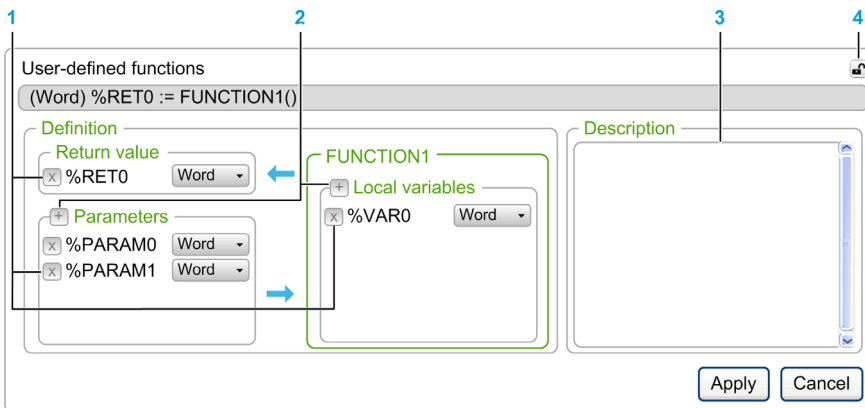 1 2 3 4
User-defined functions
(Word) %RET0 := FUNCTION1()
Definition
Description
Return value
x %RET0 Word
FUNCTION1
+ Local variables
x %VAR0 Word
+ Parameters
x %PARAM0 Word
x %PARAM1 Word
Apply Cancel